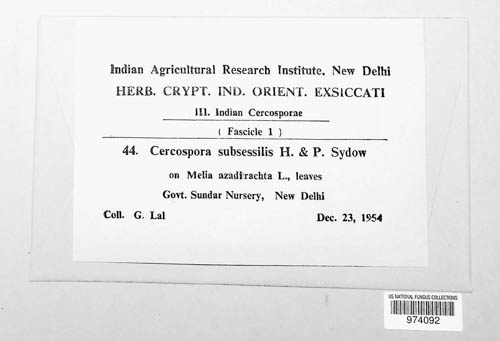 Indian Agricultural Research Institute, New Delhi
HERB. CRYPT. IND. ORIENT. EXSICCATI
III. Indian Cercosporae
( Fascicle 1 )
44. Cercospora subsessilis H. & P. Sydow
on Melia azadirachta L., leaves
Govt. Sundar Nursery, New Delhi
Coll. G. Lal Dec. 23, 1954
US NATIONAL FUNGUS COLLECTIONS
974092